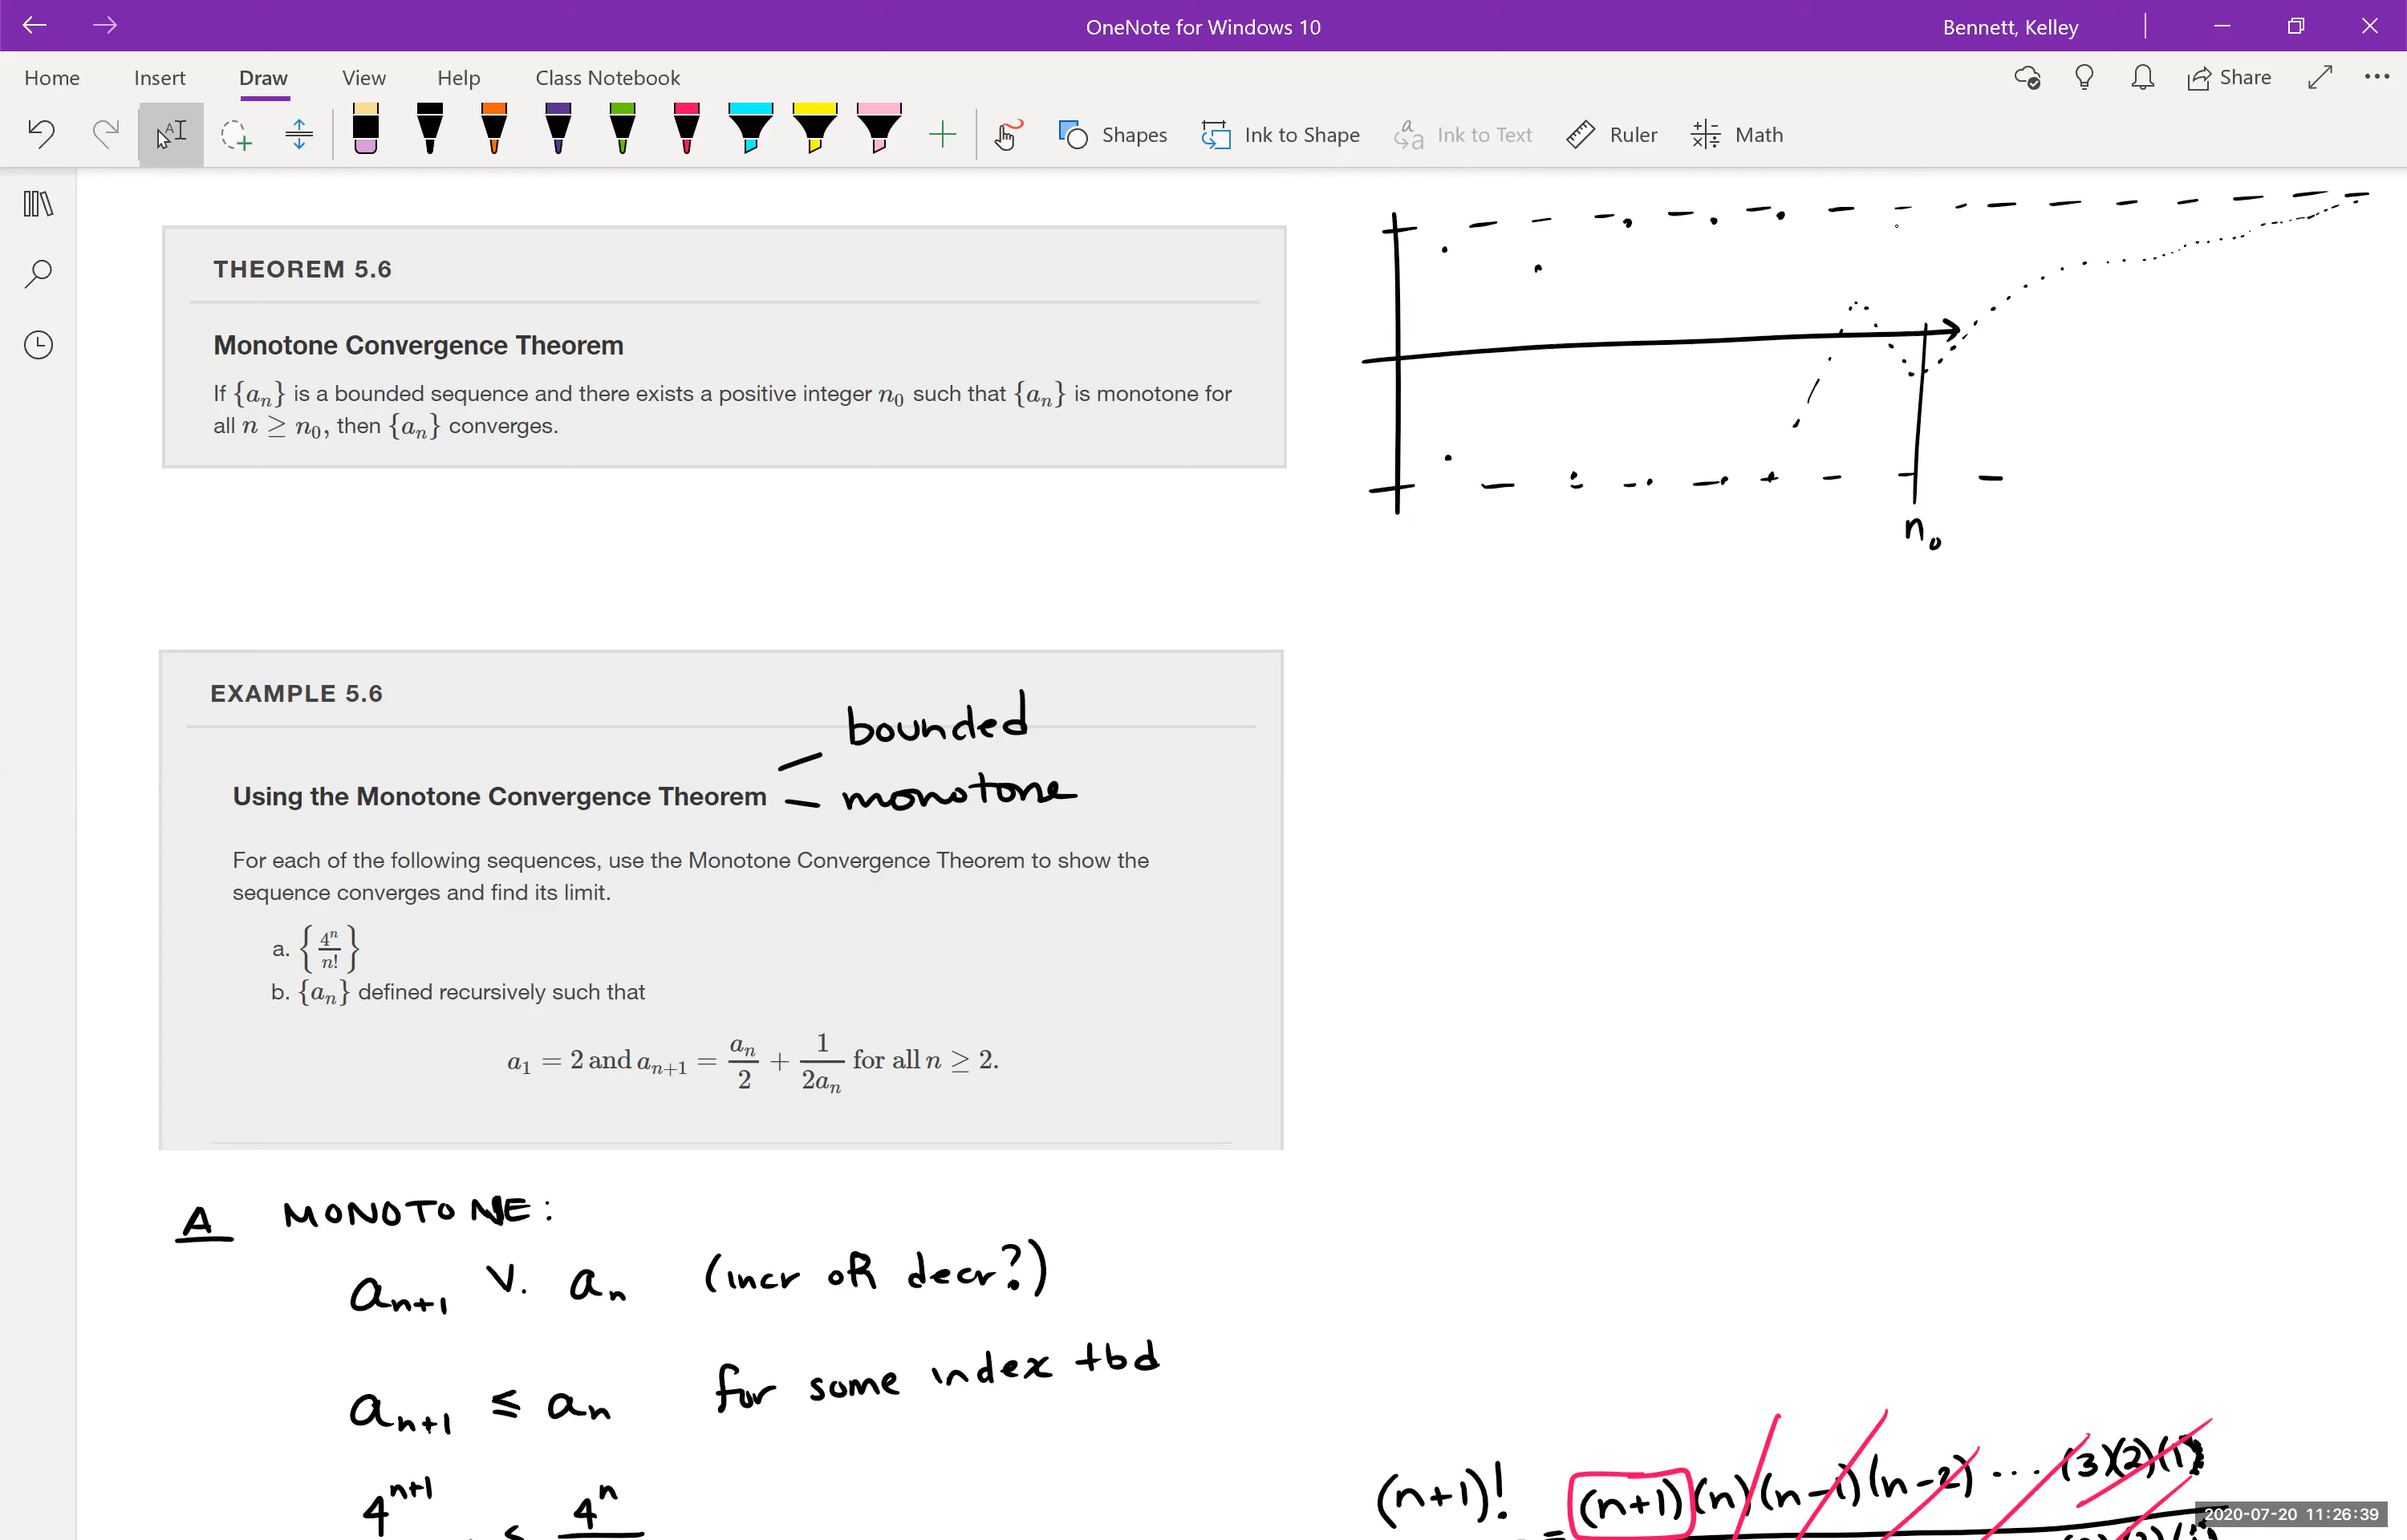 OneNote for Windows 10
Bennett, Kelley
Home Insert Draw View Help Class Notebook
Share
Shapes Ink to Shape Ink to Text Ruler Math
THEOREM 5.6
Monotone Convergence Theorem
If {aₙ} is a bounded sequence and there exists a positive integer n₀ such that {aₙ} is monotone for
all n ≥ n₀, then {aₙ} converges.
n₀
EXAMPLE 5.6
bounded
Using the Monotone Convergence Theorem — monotone
For each of the following sequences, use the Monotone Convergence Theorem to show the
sequence converges and find its limit.
a. {4ⁿ/n!}
b. {aₙ} defined recursively such that
a₁ = 2 and aₙ₊₁ = aₙ/2 + 1/(2aₙ) for all n ≥ 2.
A MONOTONE:
aₙ₊₁ v. aₙ (incr OR decr?)
aₙ₊₁ ≤ aₙ for some index tbd
4ⁿ⁺¹ ≤ 4ⁿ
(n+1)! = (n+1)(n)(n-1)(n-2) ... (3)(2)(1)
2020-07-20 11:26:39